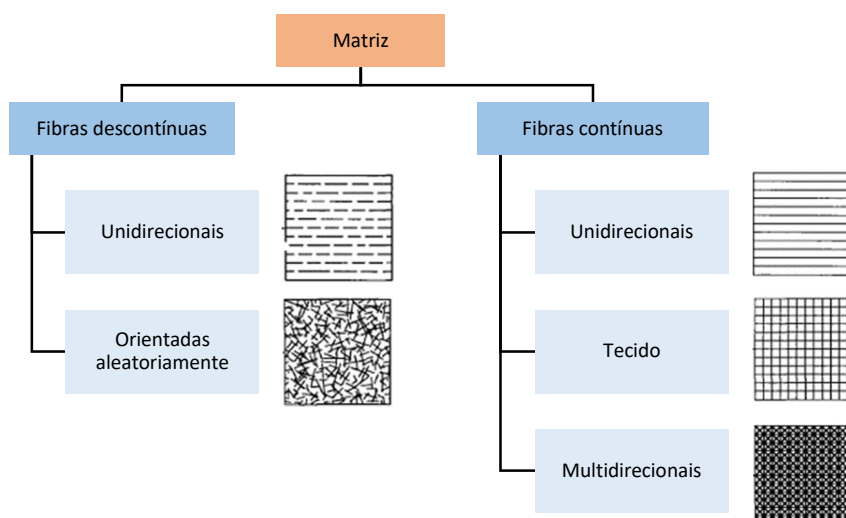 Matriz
Fibras descontínuas
Fibras contínuas
Unidirecionais
Orientadas
aleatoriamente
Unidirecionais
Tecido
Multidirecionais